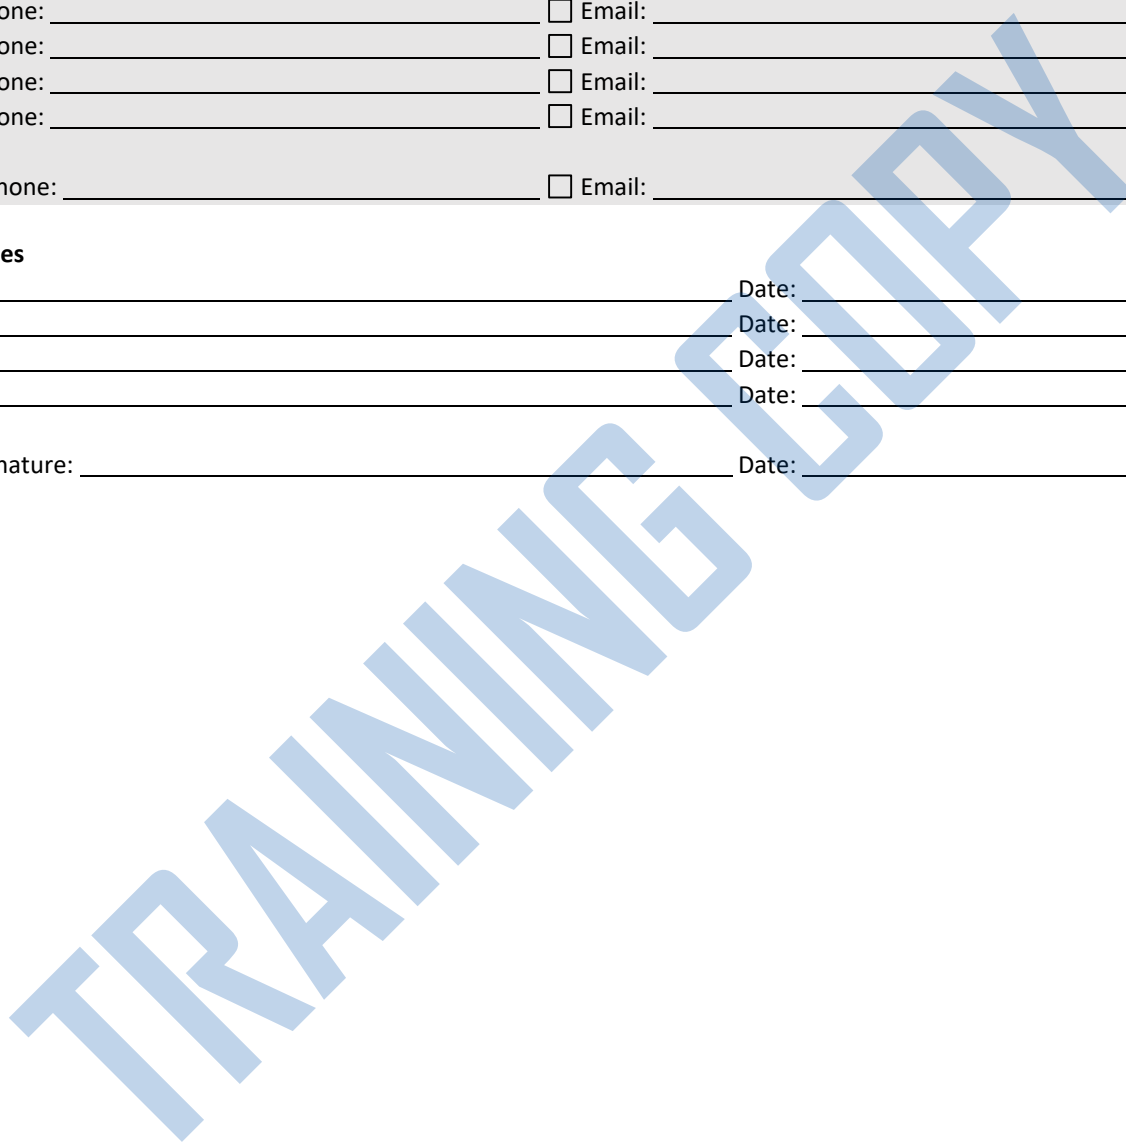 one: ☐ Email:
one: ☐ Email:
one: ☐ Email:
one: ☐ Email:
hone: ☐ Email:
es
Date:
Date:
Date:
Date:
nature: Date:
TRAINING COPY